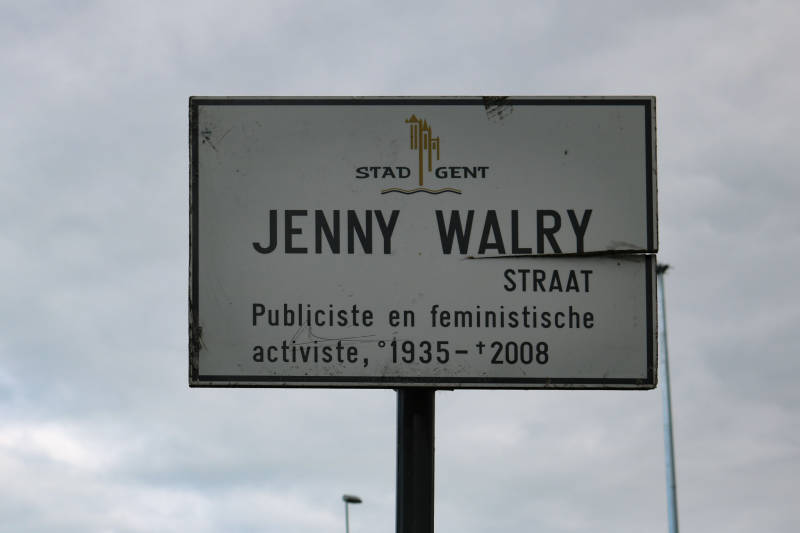 STAD GENT
JENNY WALRY
STRAAT
Publiciste en feministische
activiste, °1935-†2008